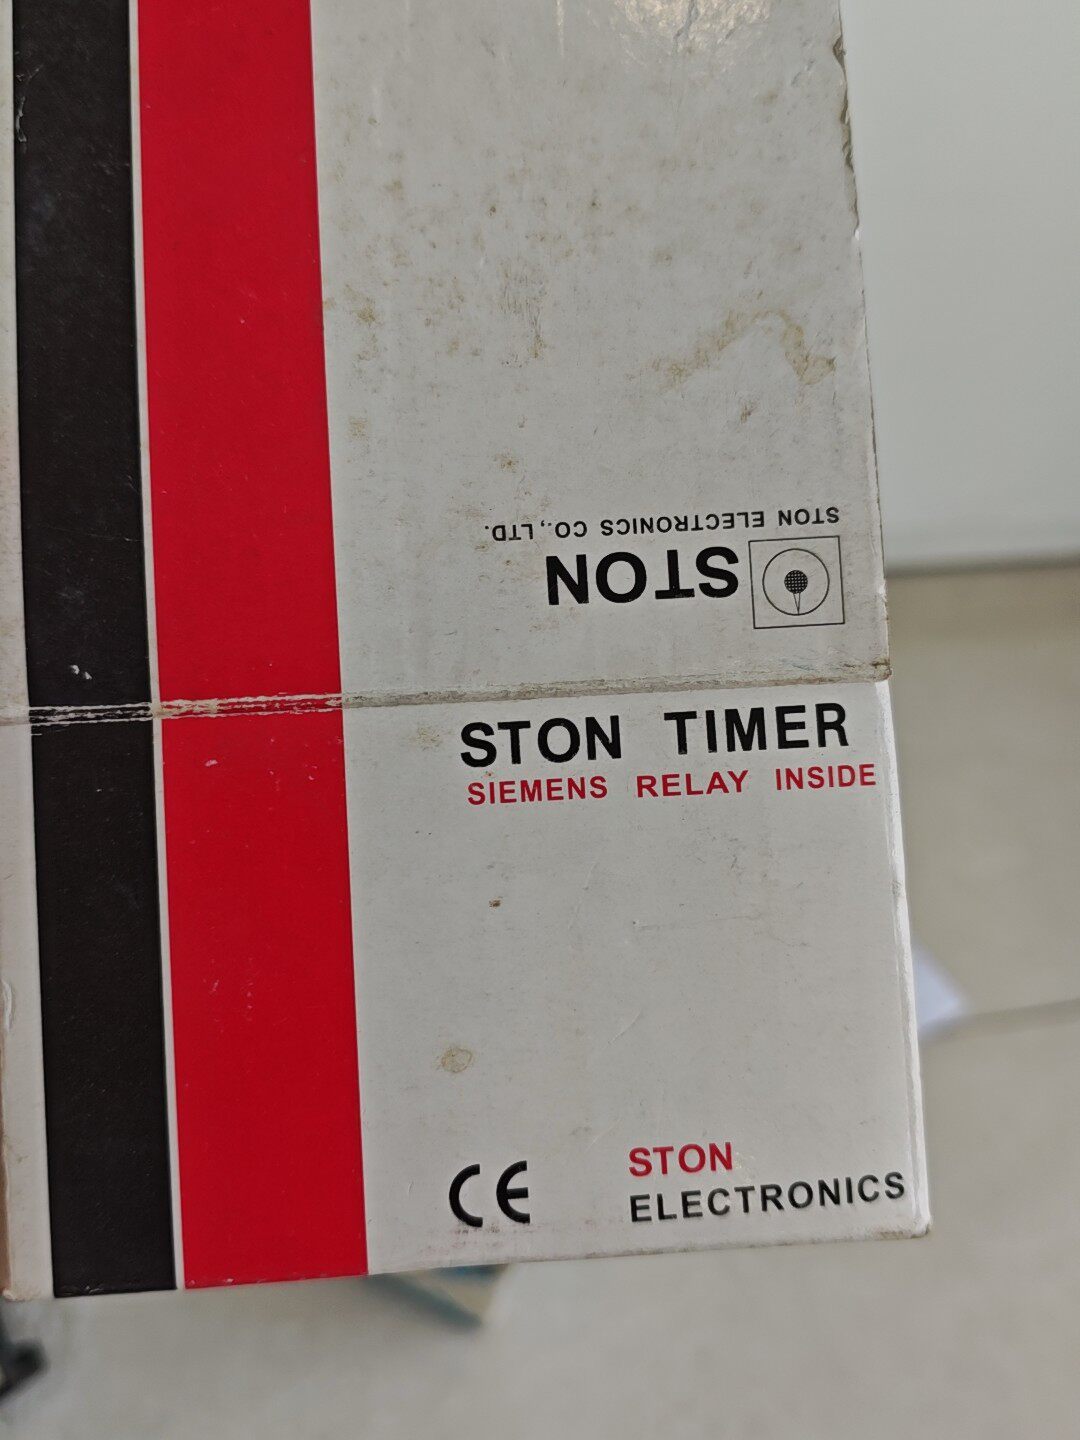 STON
STON ELECTRONICS CO., LTD.
STON TIMER
SIEMENS RELAY INSIDE
CE
STON
ELECTRONICS